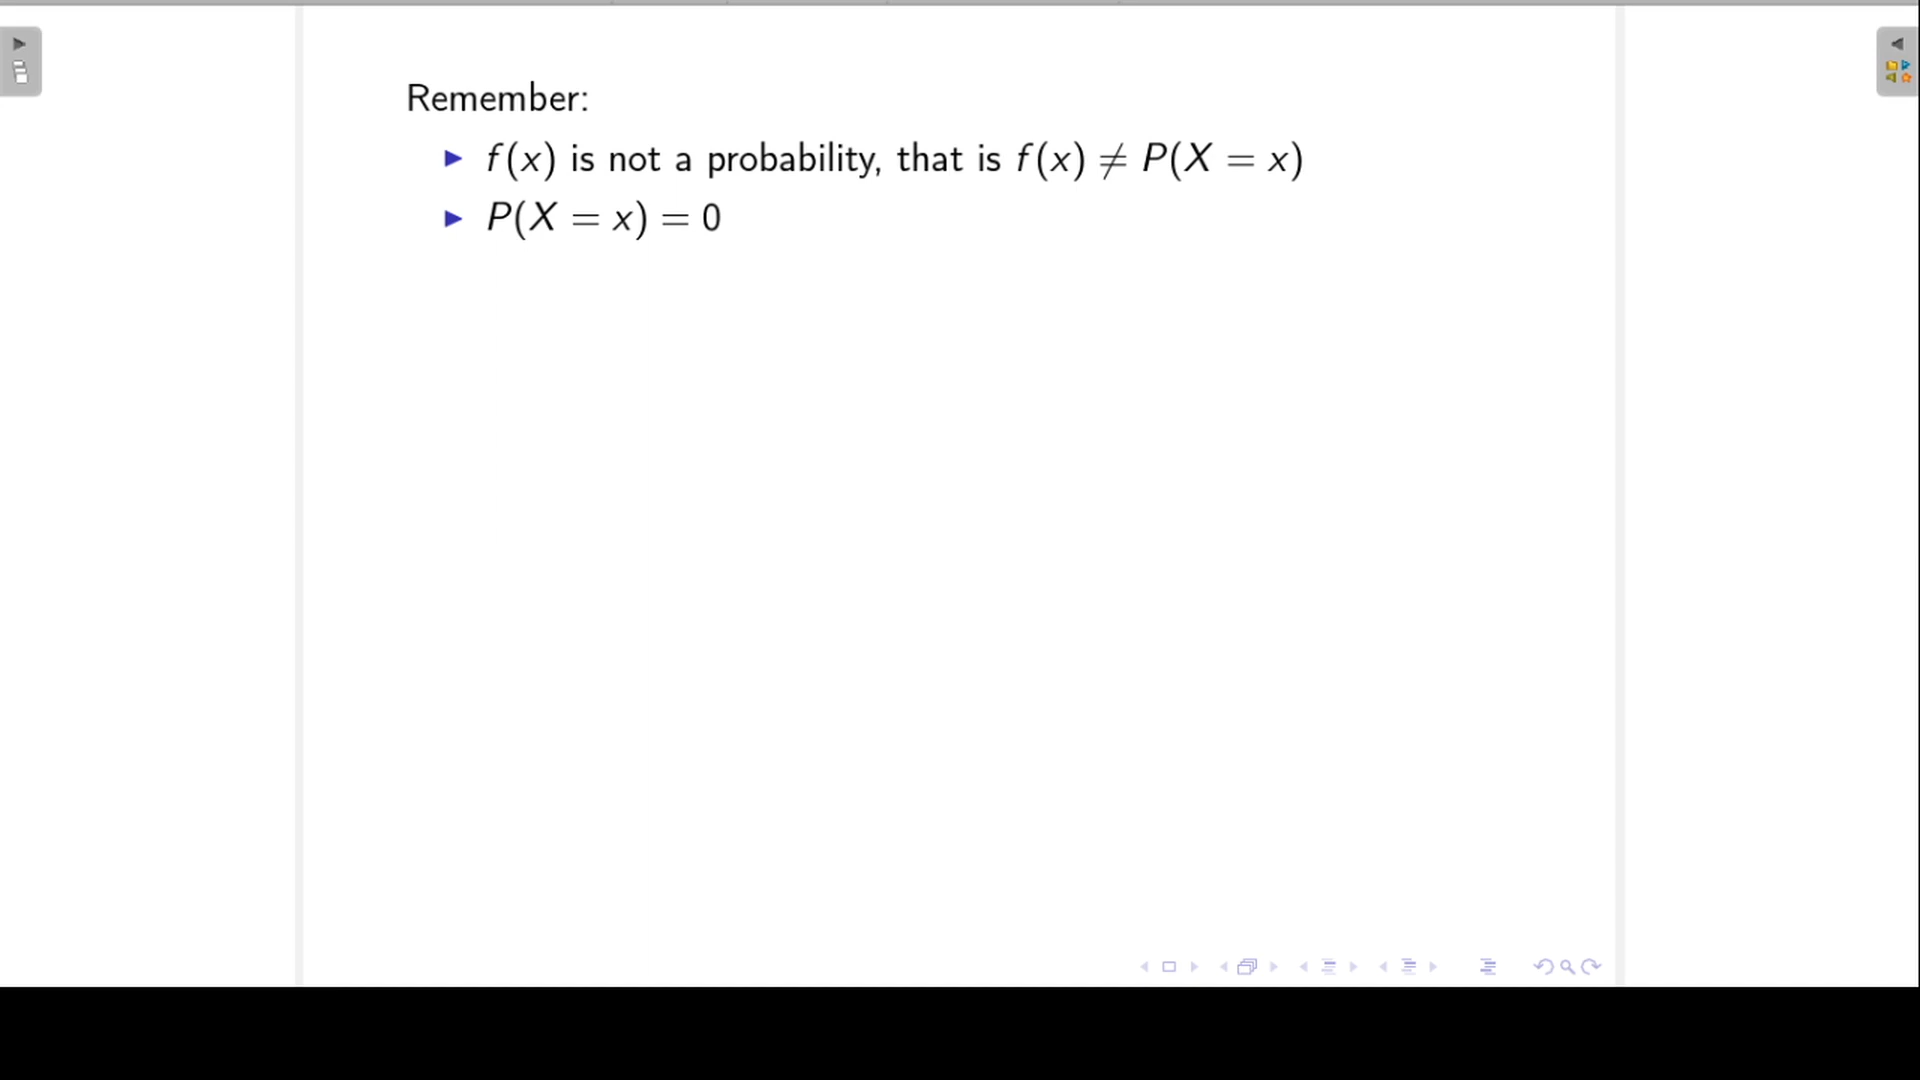 Remember:
▶ f(x) is not a probability, that is f(x) ≠ P(X = x)
▶ P(X = x) = 0